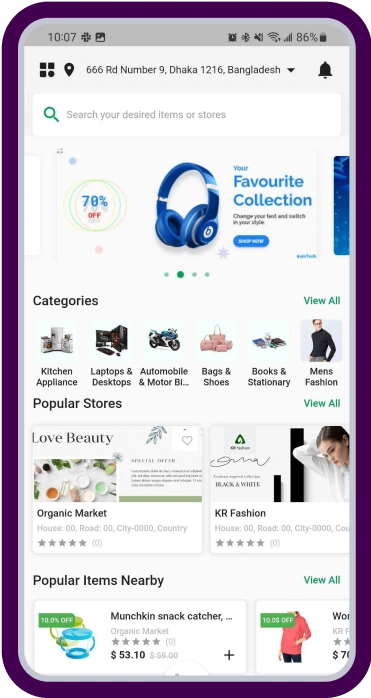 10:07
86%
666 Rd Number 9, Dhaka 1216, Bangladesh
Search your desired items or stores
70%
OFF
Your
Favourite
Collection
Change your text and switch
in your style.
SHOP NOW
Categories
View All
Kitchen
Appliance
Laptops &
Desktops
Automobile
& Motor Bi...
Bags &
Shoes
Books &
Stationary
Mens
Fashion
Popular Stores
View All
Love Beauty
SPECIAL OFFER
KR Fashion
BLACK & WHITE
Organic Market
House: 00, Road: 00, City-0000, Country
(0)
KR Fashion
House: 00, Road: 00, City-0000, Cou
(0)
Popular Items Nearby
View All
10.0% OFF
Munchkin snack catcher, ...
Organic Market
(0)
$ 53.10 $ 59.00
10.0$ OFF
Wor
KR F
$ 70